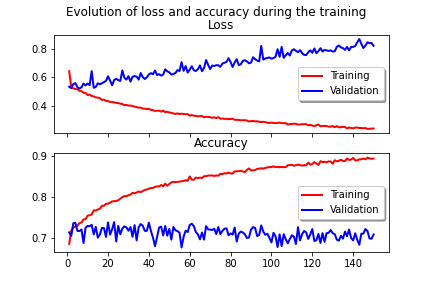 Evolution of loss and accuracy during the training
Loss
0.8
0.6
0.4
Training
Validation
Accuracy
0.9
0.8
0.7
Training
Validation
0 20 40 60 80 100 120 140